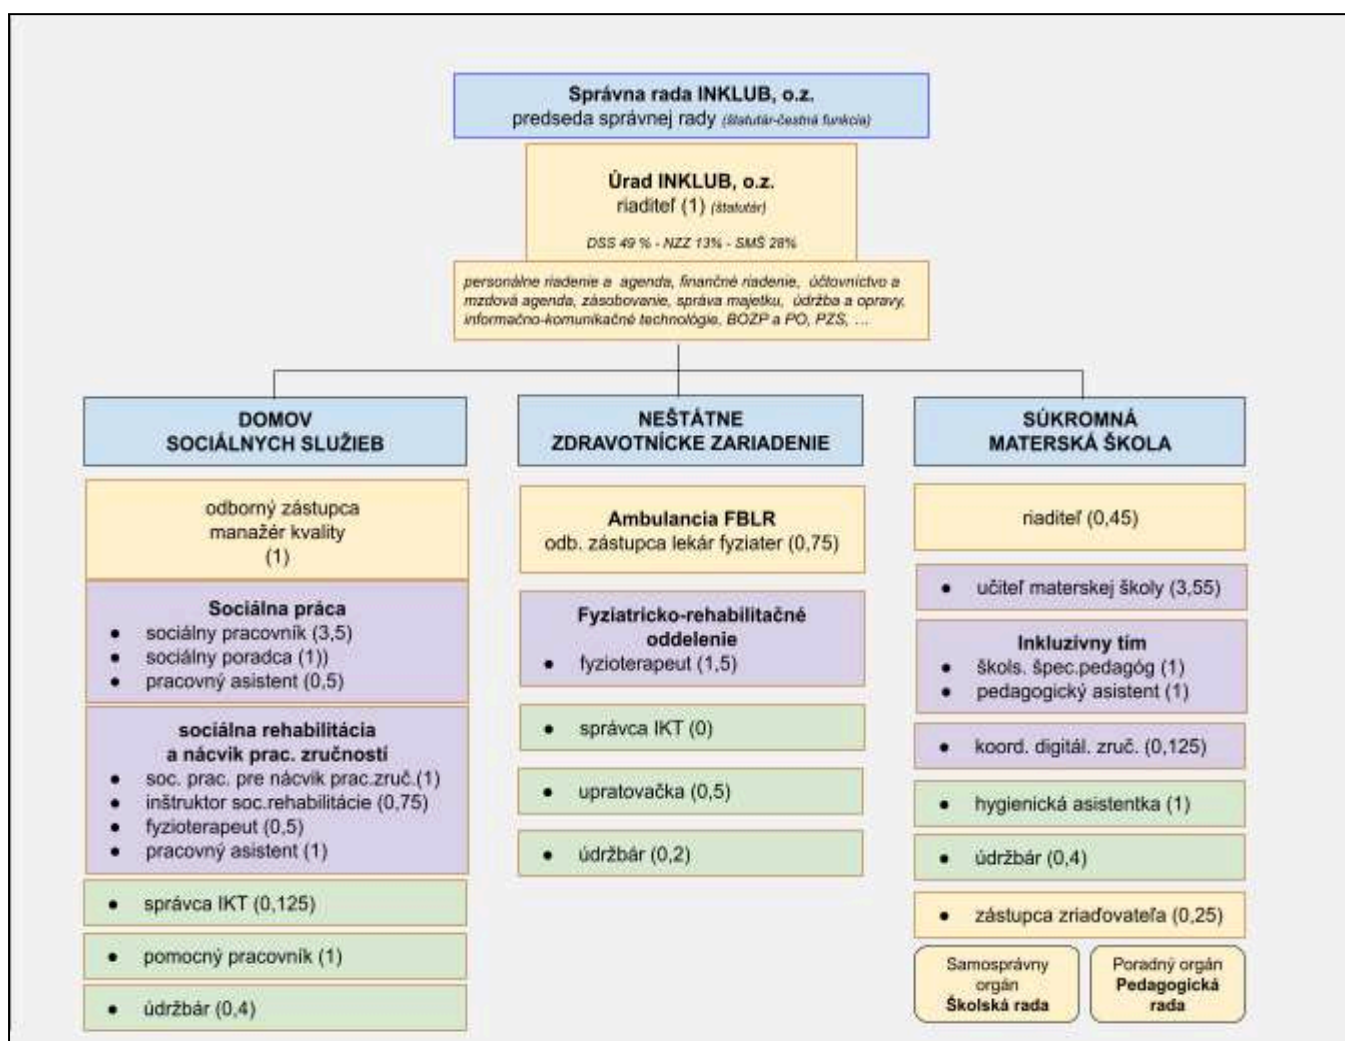 Správna rada INKLUB, o.z.
predseda správnej rady (štatutár-čestná funkcia)
Úrad INKLUB, o.z.
riaditeľ (1) (štatutár)
DSS 49 % - NZZ 13% - SMŠ 28%
personálne riadenie a agenda, finančné riadenie, účtovníctvo a
mzdová agenda, zásobovanie, správa majetku, údržba a opravy,
informačno-komunikačné technológie, BOZP a PO, PZS, …
DOMOV
SOCIÁLNYCH SLUŽIEB
odborný zástupca
manažér kvality
(1)
Sociálna práca
● sociálny pracovník (3,5)
● sociálny poradca (1))
● pracovný asistent (0,5)
sociálna rehabilitácia
a nácvik prac. zručností
● soc. prac. pre nácvik prac.zruč.(1)
● inštruktor soc.rehabilitácie (0,75)
● fyzioterapeut (0,5)
● pracovný asistent (1)
● správca IKT (0,125)
● pomocný pracovník (1)
● údržbár (0,4)
NEŠTÁTNE
ZDRAVOTNÍCKE ZARIADENIE
Ambulancia FBLR
odb. zástupca lekár fyziater (0,75)
Fyziatricko-rehabilitačné
oddelenie
● fyzioterapeut (1,5)
● správca IKT (0)
● upratovačka (0,5)
● údržbár (0,2)
SÚKROMNÁ
MATERSKÁ ŠKOLA
riaditeľ (0,45)
● učiteľ materskej školy (3,55)
Inkluzívny tím
● škols. špec.pedagóg (1)
● pedagogický asistent (1)
● koord. digitál. zruč. (0,125)
● hygienická asistentka (1)
● údržbár (0,4)
● zástupca zriaďovateľa (0,25)
Samosprávny
orgán
Školská rada
Poradný orgán
Pedagogická
rada